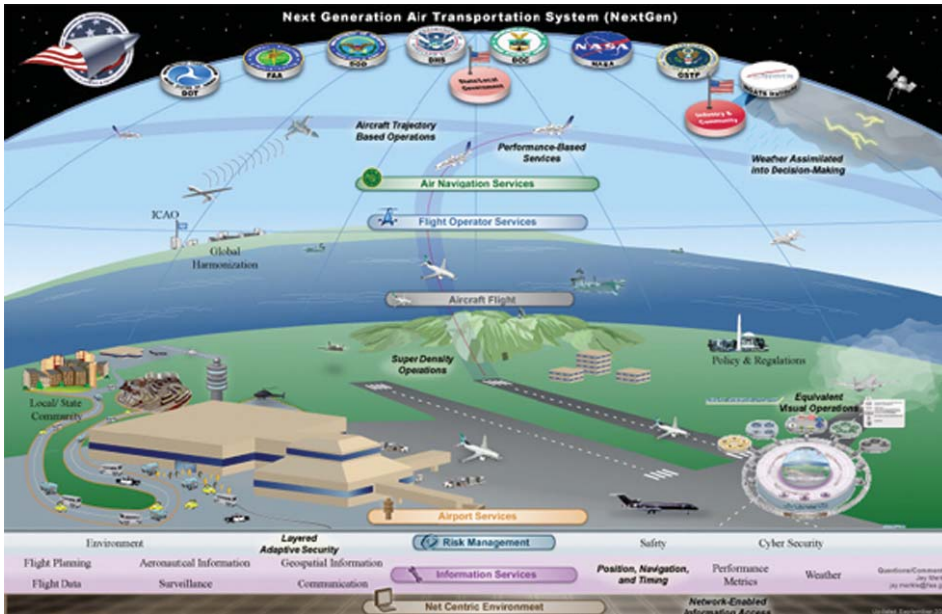 Next Generation Air Transportation System (NextGen)
DOT
FAA
DOD
DHS
DOC
NASA
OSTP
State/Local
Government
Industry &
Community
Aircraft Trajectory
Based Operations
Performance-Based
Services
Weather Assimilated
into Decision-Making
Air Navigation Services
ICAO
Flight Operator Services
Global
Harmonization
Aircraft Flight
Super Density
Operations
Policy & Regulations
Local/ State
Community
Equivalent
Visual Operations
Airport Services
Environment
Layered
Adaptive Security
Risk Management
Safety
Cyber Security
Flight Planning
Aeronautical Information
Geospatial Information
Flight Data
Surveillance
Communication
Information Services
Position, Navigation,
and Timing
Performance
Metrics
Weather
Questions/Comment
Net Centric Environment
Network-Enabled
Information Access